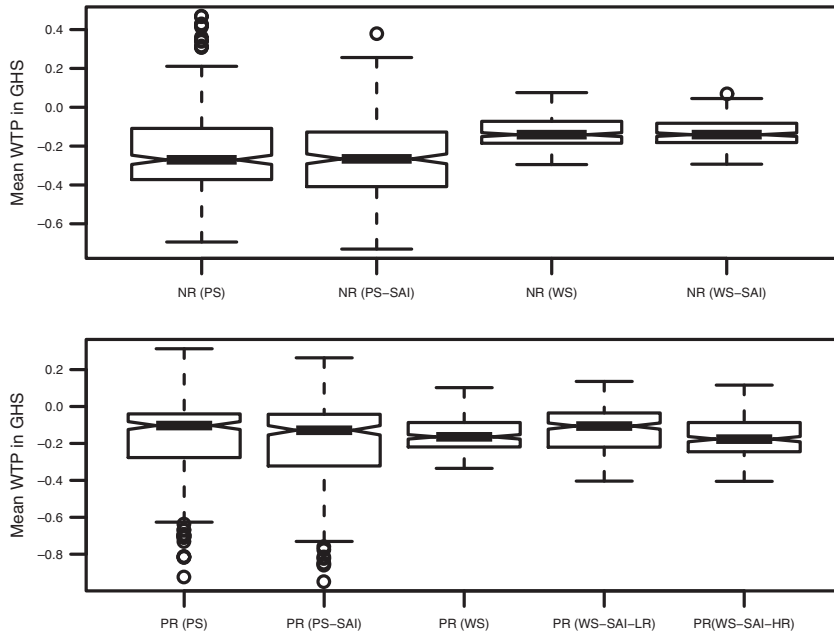 Mean WTP in GHS
0.4
0.2
0.0
−0.2
−0.4
−0.6
NR (PS)
NR (PS−SAI)
NR (WS)
NR (WS−SAI)
Mean WTP in GHS
0.2
0.0
−0.2
−0.4
−0.6
−0.8
PR (PS)
PR (PS−SAI)
PR (WS)
PR (WS−SAI−LR)
PR(WS−SAI−HR)